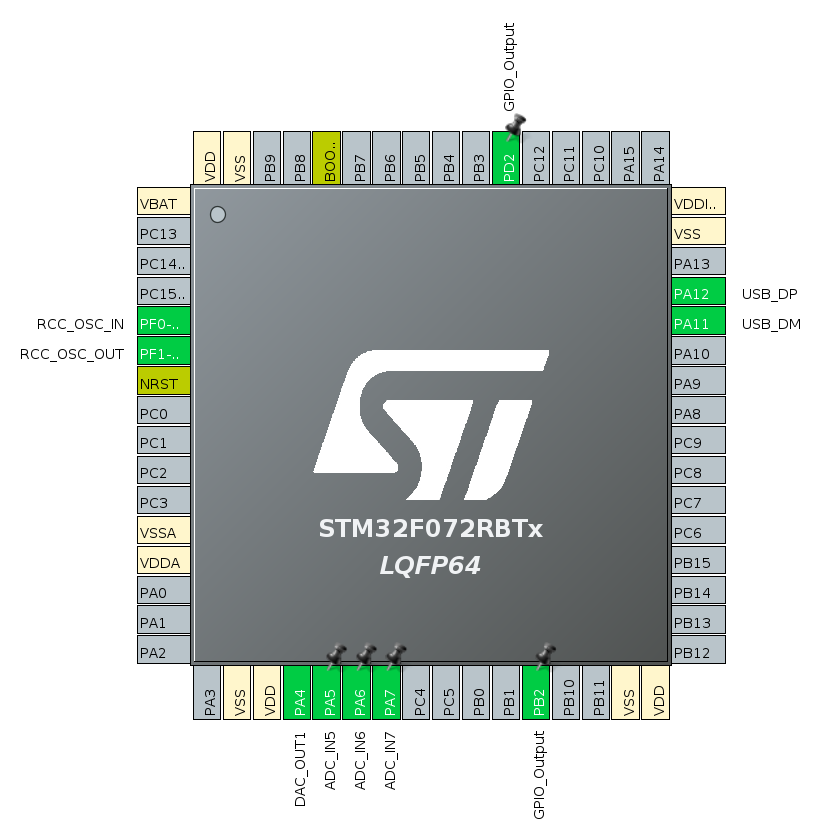 GPIO_Output
VDD
VSS
PB9
PB8
BOO..
PB7
PB6
PB5
PB4
PB3
PD2
PC12
PC11
PC10
PA15
PA14
VBAT
PC13
PC14..
PC15..
RCC_OSC_IN PF0-..
RCC_OSC_OUT PF1-..
NRST
PC0
PC1
PC2
PC3
VSSA
VDDA
PA0
PA1
PA2
VDDI..
VSS
PA13
PA12 USB_DP
PA11 USB_DM
PA10
PA9
PA8
PC9
PC8
PC7
PC6
PB15
PB14
PB13
PB12
ST
STM32F072RBTx
LQFP64
PA3
VSS
VDD
PA4
PA5
PA6
PA7
PC4
PC5
PB0
PB1
PB2
PB10
PB11
VSS
VDD
DAC_OUT1
ADC_IN5
ADC_IN6
ADC_IN7
GPIO_Output